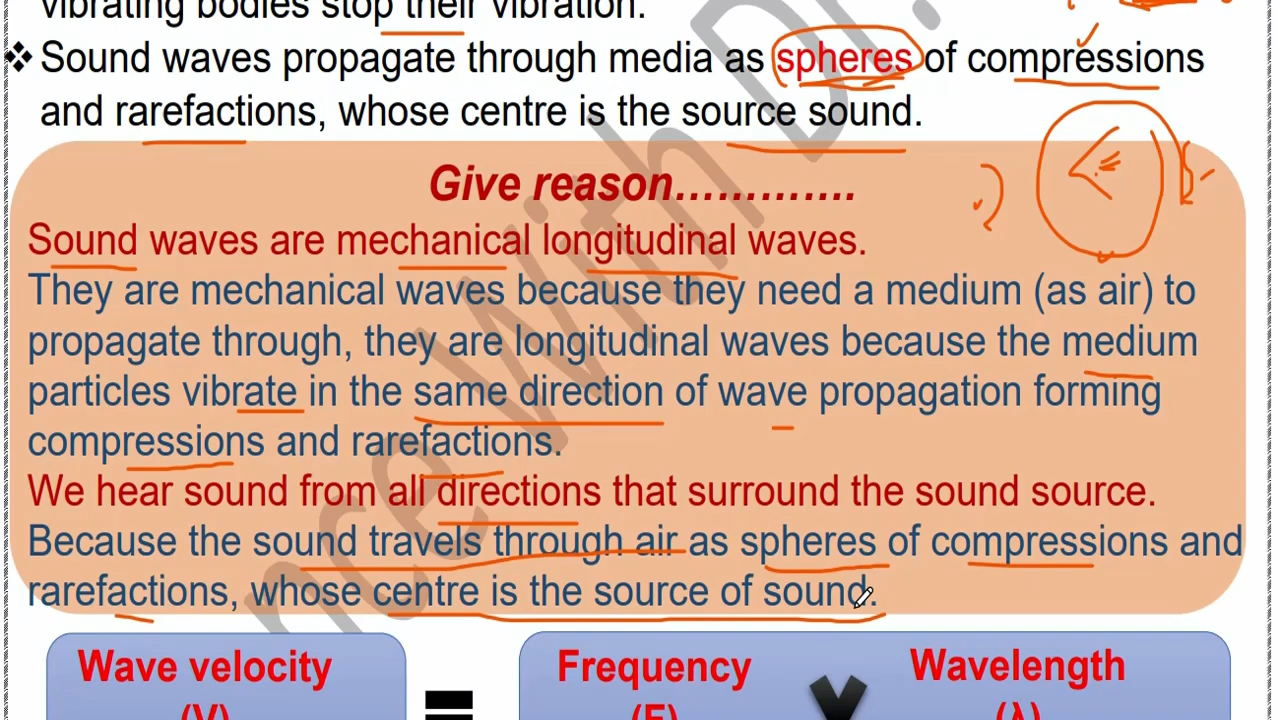 vibrating bodies stop their vibration.
❖ Sound waves propagate through media as spheres of compressions
and rarefactions, whose centre is the source sound.
Give reason………….
Sound waves are mechanical longitudinal waves.
They are mechanical waves because they need a medium (as air) to
propagate through, they are longitudinal waves because the medium
particles vibrate in the same direction of wave propagation forming
compressions and rarefactions.
We hear sound from all directions that surround the sound source.
Because the sound travels through air as spheres of compressions and
rarefactions, whose centre is the source of sound.
Wave velocity = Frequency × Wavelength
(V) (F) (λ)
nce With Dr.